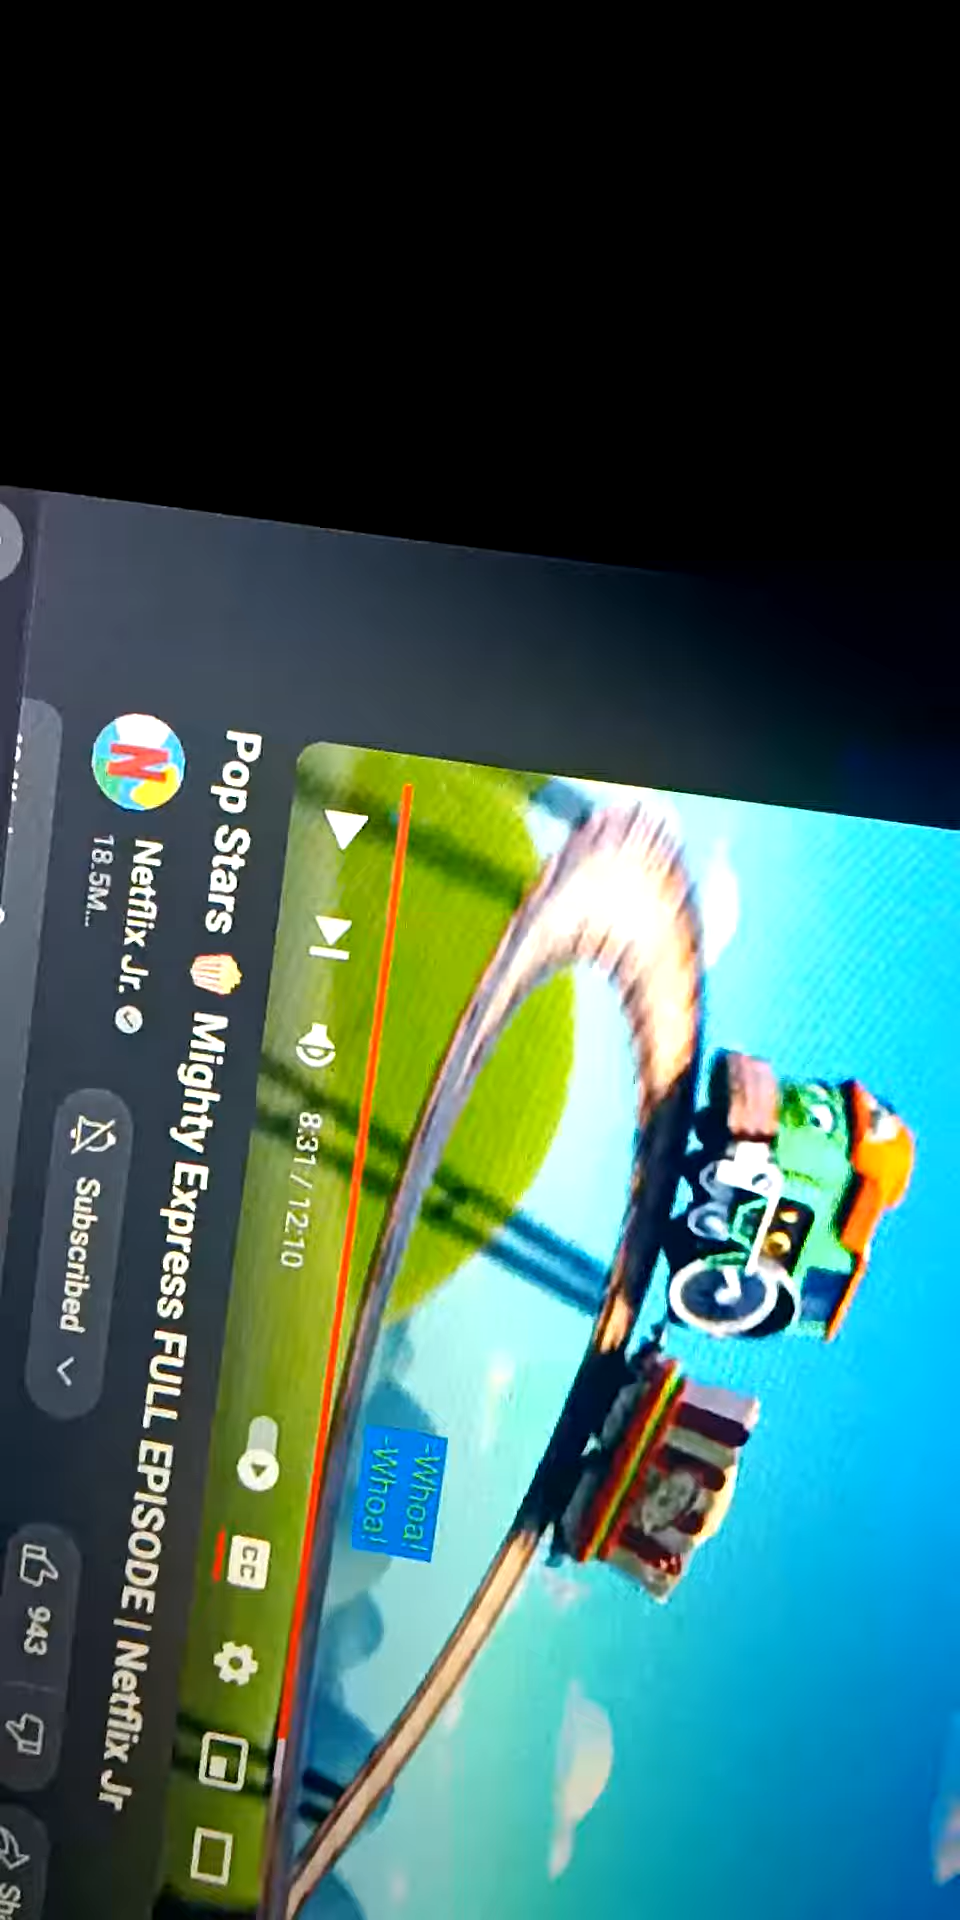 -Whoa!
-Whoa!
8:31 / 12:10
CC
Pop Stars 🍿 Mighty Express FULL EPISODE | Netflix Jr
N
Netflix Jr.
18.5M...
Subscribed
943